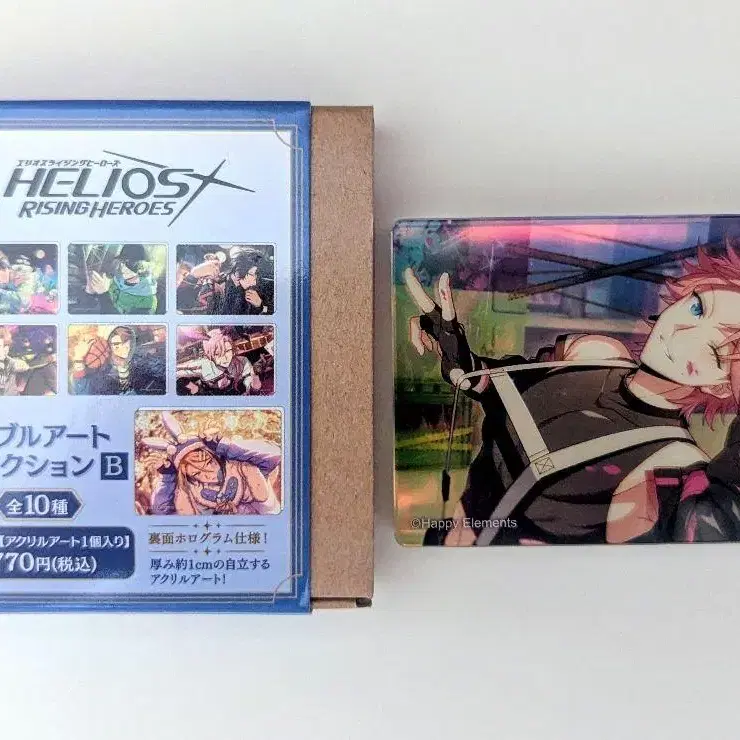 エリオスライジングヒーローズ
HELIOS
RISING HEROES
ブルアート
クション B
全10種
【アクリルアート1個入り】
770円(税込)
裏面ホログラム仕様!
厚み約1cmの自立する
アクリルアート!
©Happy Elements